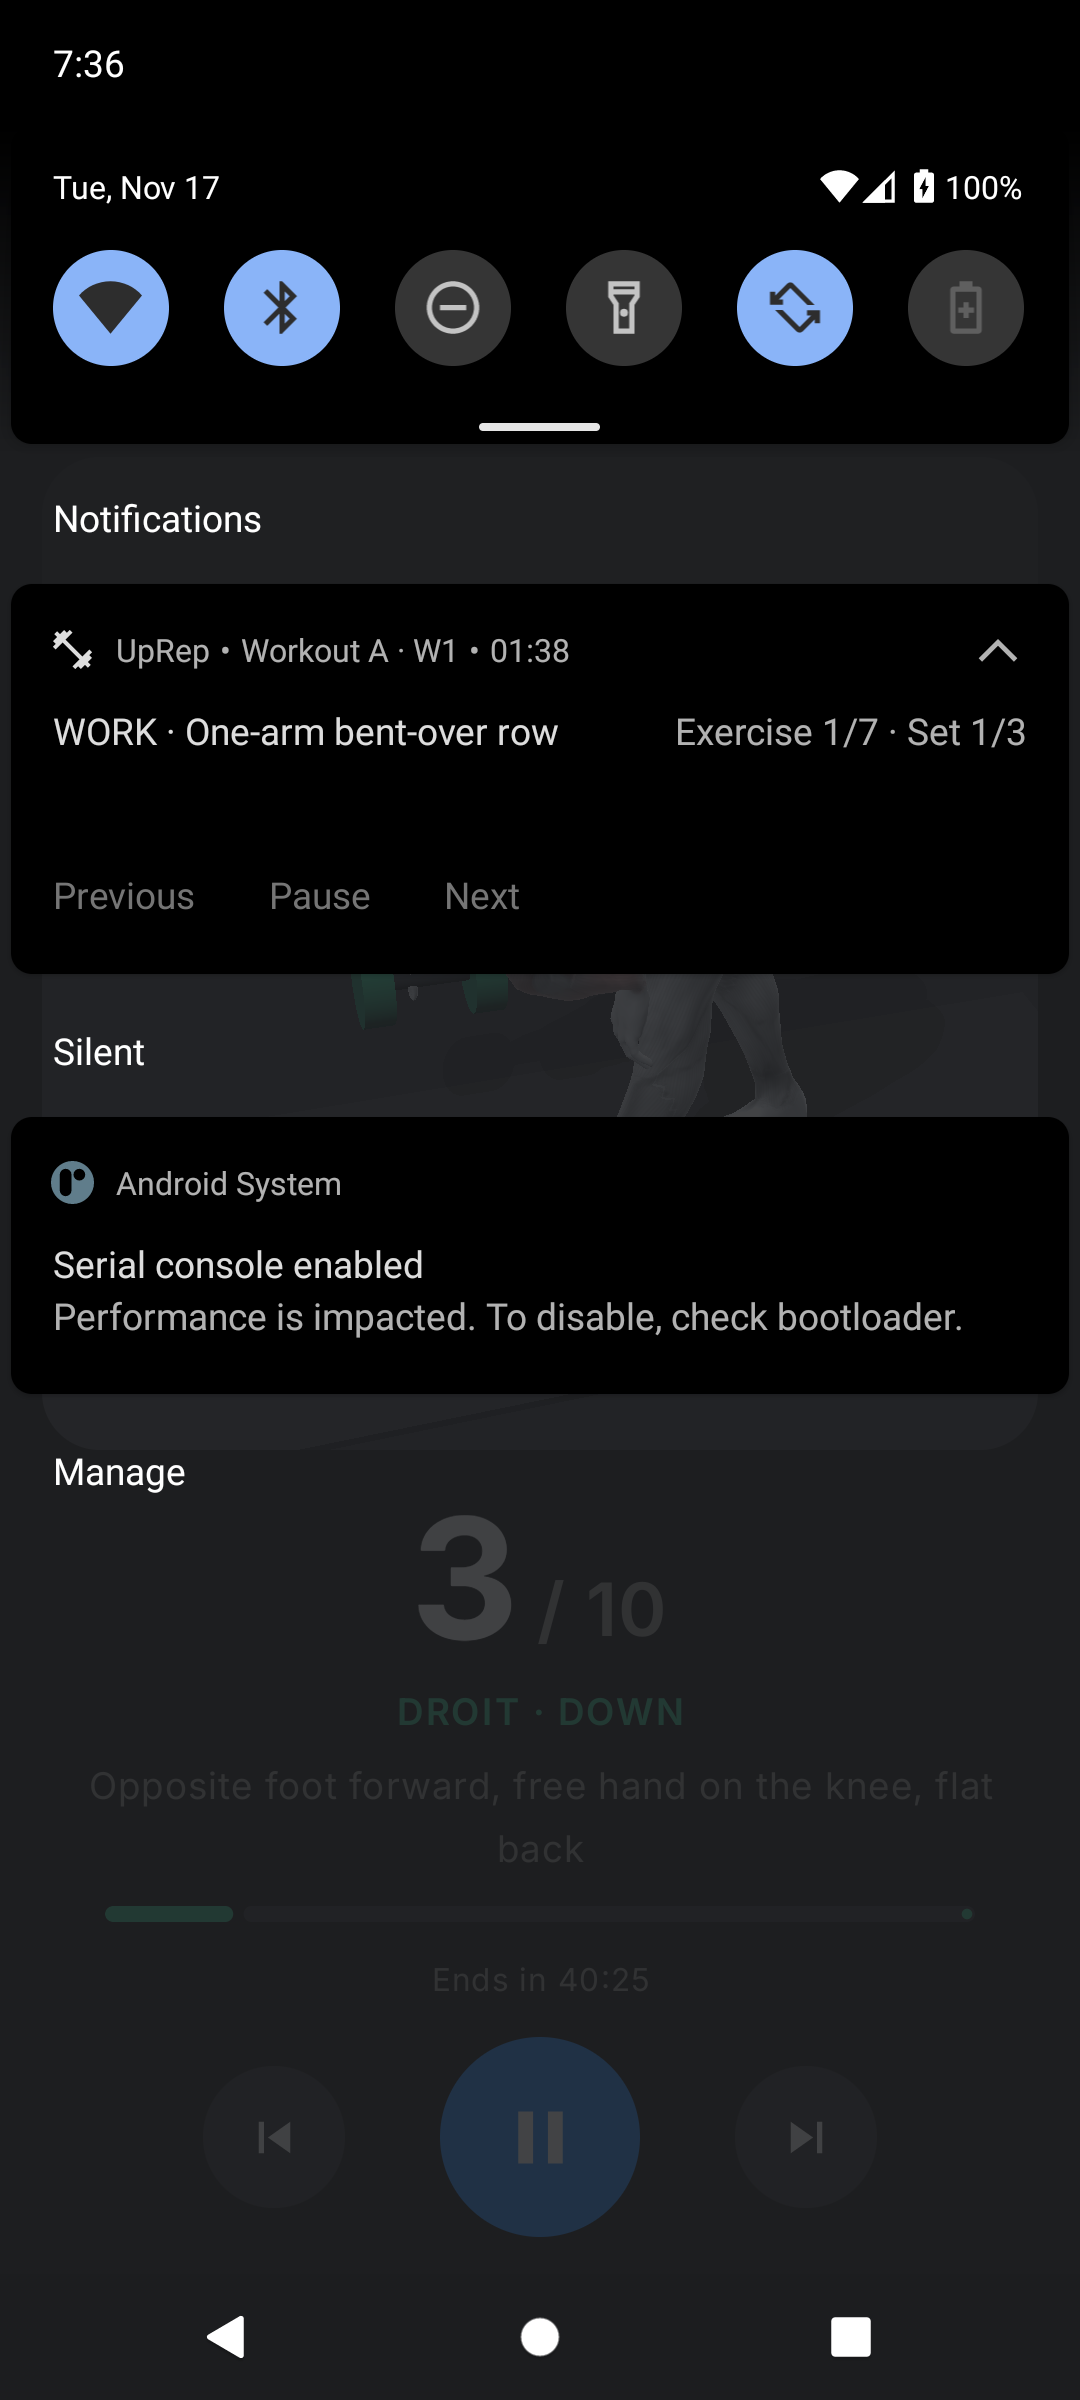 7:36
Tue, Nov 17
100%
Notifications
UpRep • Workout A · W1 • 01:38
WORK · One-arm bent-over row Exercise 1/7 · Set 1/3
Previous Pause Next
Silent
Android System
Serial console enabled
Performance is impacted. To disable, check bootloader.
Manage
3 / 10
DROIT · DOWN
Opposite foot forward, free hand on the knee, flat
back
Ends in 40:25